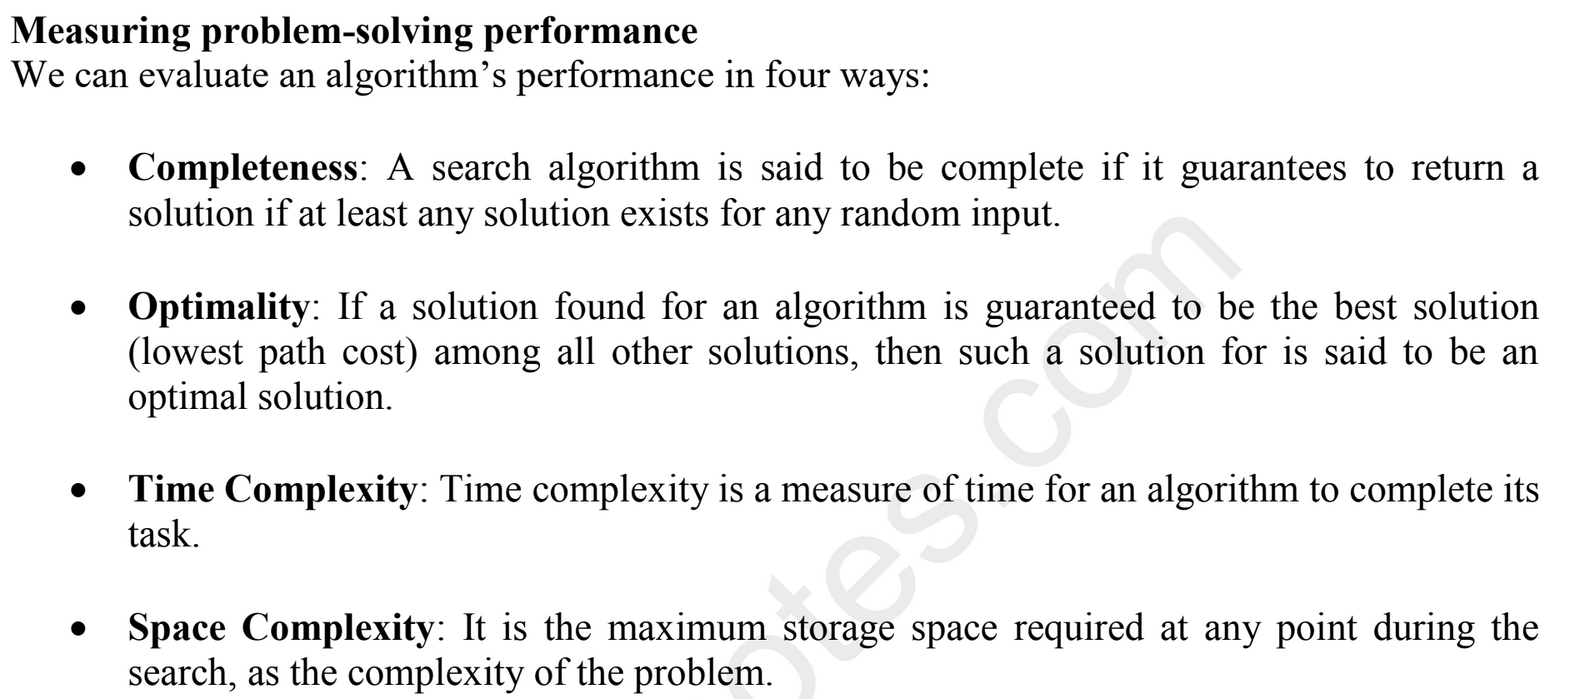 Measuring problem-solving performance
We can evaluate an algorithm’s performance in four ways:
• Completeness: A search algorithm is said to be complete if it guarantees to return a
solution if at least any solution exists for any random input.
• Optimality: If a solution found for an algorithm is guaranteed to be the best solution
(lowest path cost) among all other solutions, then such a solution for is said to be an
optimal solution.
• Time Complexity: Time complexity is a measure of time for an algorithm to complete its
task.
• Space Complexity: It is the maximum storage space required at any point during the
search, as the complexity of the problem.
otes.com